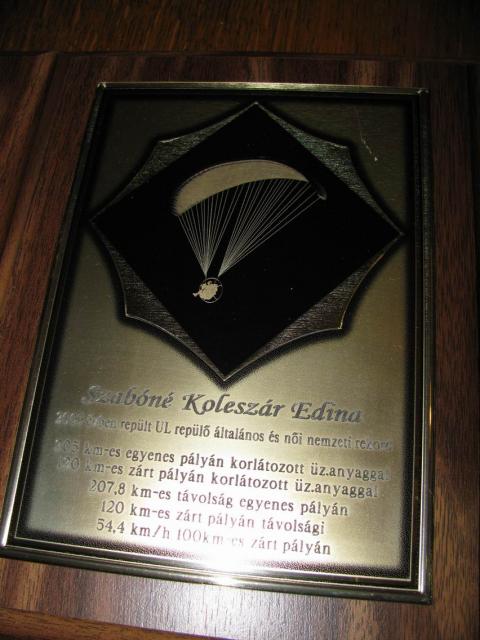 Szabóné Koleszár Edina
repült UL repülő általános és női nemzeti rekord
km-es egyenes pályán korlátozott üz.anyaggal
120 km-es zárt pályán korlátozott üz.anyaggal
207,8 km-es távolság egyenes pályán
120 km-es zárt pályán távolsági
54,4 km/h 100km-es zárt pályán